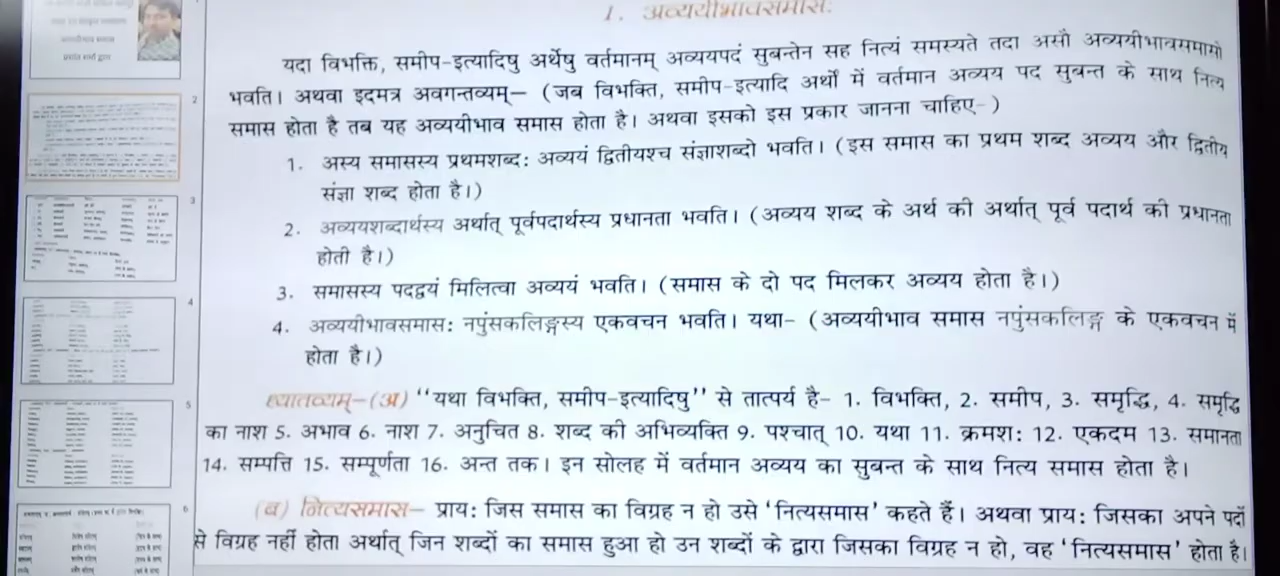 1. अव्ययीभावसमासः
यदा विभक्ति, समीप-इत्यादिषु अर्थेषु वर्तमानम् अव्ययपदं सुबन्तेन सह नित्यं समस्यते तदा असौ अव्ययीभावसमासो
भवति। अथवा इदमत्र अवगन्तव्यम्— (जब विभक्ति, समीप-इत्यादि अर्थों में वर्तमान अव्यय पद सुबन्त के साथ नित्य
समास होता है तब यह अव्ययीभाव समास होता है। अथवा इसको इस प्रकार जानना चाहिए-)
1. अस्य समासस्य प्रथमशब्द: अव्ययं द्वितीयश्च संज्ञाशब्दो भवति। (इस समास का प्रथम शब्द अव्यय और द्वितीय
संज्ञा शब्द होता है।)
2. अव्ययशब्दार्थस्य अर्थात् पूर्वपदार्थस्य प्रधानता भवति। (अव्यय शब्द के अर्थ की अर्थात् पूर्व पदार्थ की प्रधानता
होती है।)
3. समासस्य पदद्वयं मिलित्वा अव्ययं भवति। (समास के दो पद मिलकर अव्यय होता है।)
4. अव्ययीभावसमास: नपुंसकलिङ्गस्य एकवचन भवति। यथा- (अव्ययीभाव समास नपुंसकलिङ्ग के एकवचन में
होता है।)
ध्यातव्यम्—(अ) "यथा विभक्ति, समीप-इत्यादिषु" से तात्पर्य है- 1. विभक्ति, 2. समीप, 3. समृद्धि, 4. समृद्धि
का नाश 5. अभाव 6. नाश 7. अनुचित 8. शब्द की अभिव्यक्ति 9. पश्चात् 10. यथा 11. क्रमश: 12. एकदम 13. समानता
14. सम्पत्ति 15. सम्पूर्णता 16. अन्त तक। इन सोलह में वर्तमान अव्यय का सुबन्त के साथ नित्य समास होता है।
(ब) नित्यसमास— प्राय: जिस समास का विग्रह न हो उसे 'नित्यसमास' कहते हैं। अथवा प्राय: जिसका अपने पदों
से विग्रह नहीं होता अर्थात् जिन शब्दों का समास हुआ हो उन शब्दों के द्वारा जिसका विग्रह न हो, वह 'नित्यसमास' होता है।
2
3
4
5
6